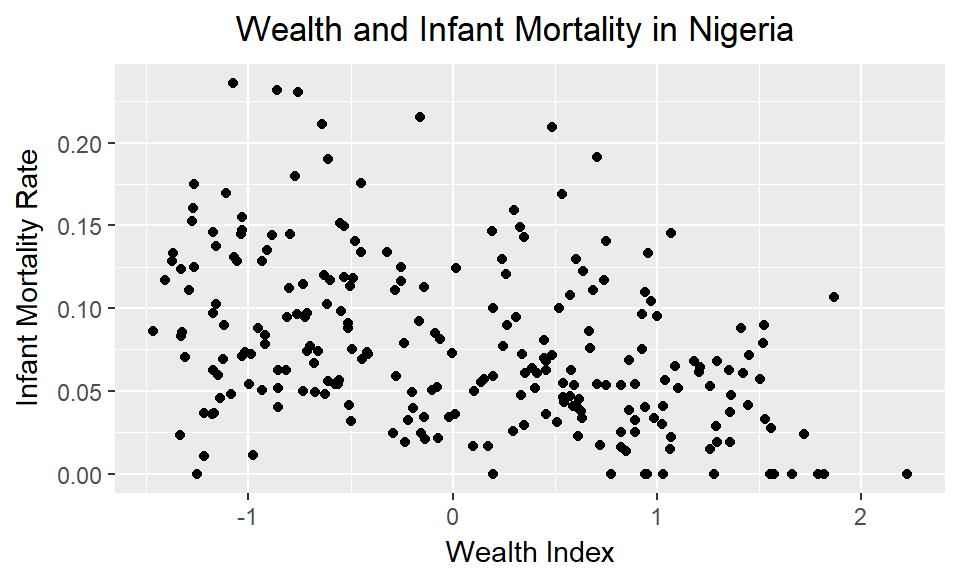 Wealth and Infant Mortality in Nigeria
Infant Mortality Rate
0.20
0.15
0.10
0.05
0.00
-1 0 1 2
Wealth Index